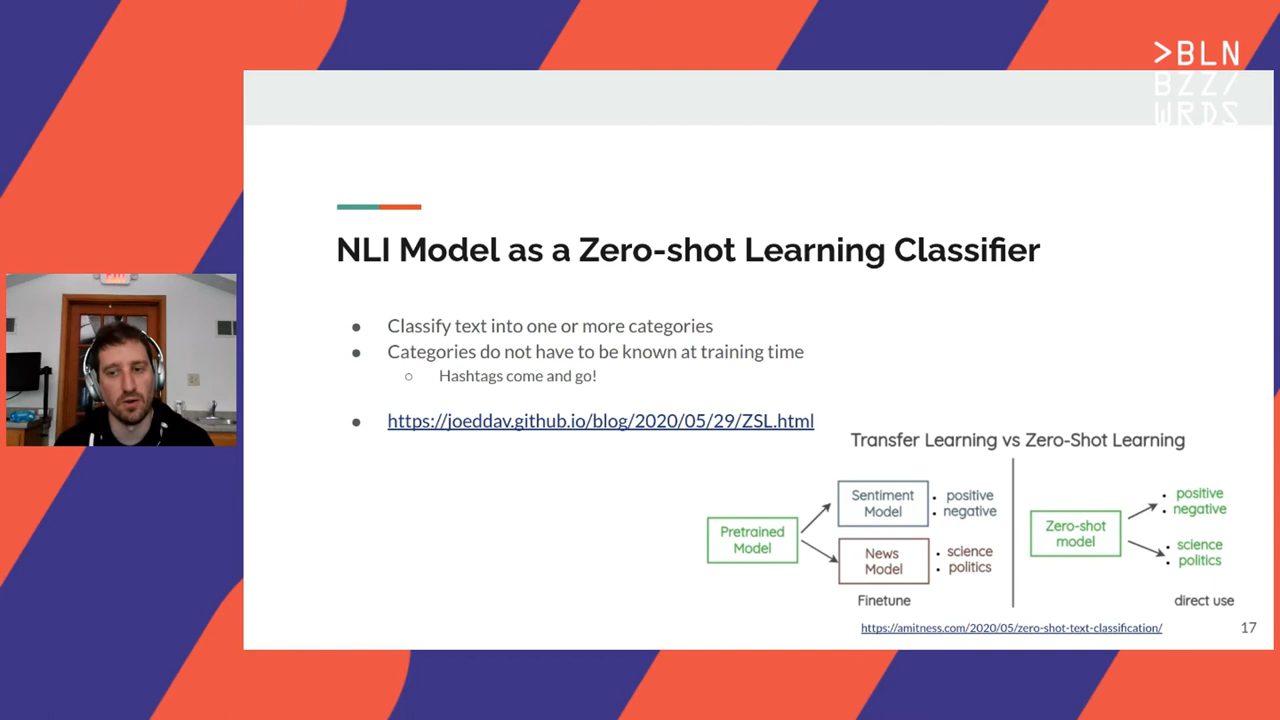 >BLN
BZZ/
WRDS
NLI Model as a Zero-shot Learning Classifier
● Classify text into one or more categories
● Categories do not have to be known at training time
○ Hashtags come and go!
● https://joeddav.github.io/blog/2020/05/29/ZSL.html
Transfer Learning vs Zero-Shot Learning
Pretrained
Model
Sentiment
Model
• positive
• negative
News
Model
• science
• politics
Finetune
Zero-shot
model
• positive
• negative
• science
• politics
direct use
https://amitness.com/2020/05/zero-shot-text-classification/
17